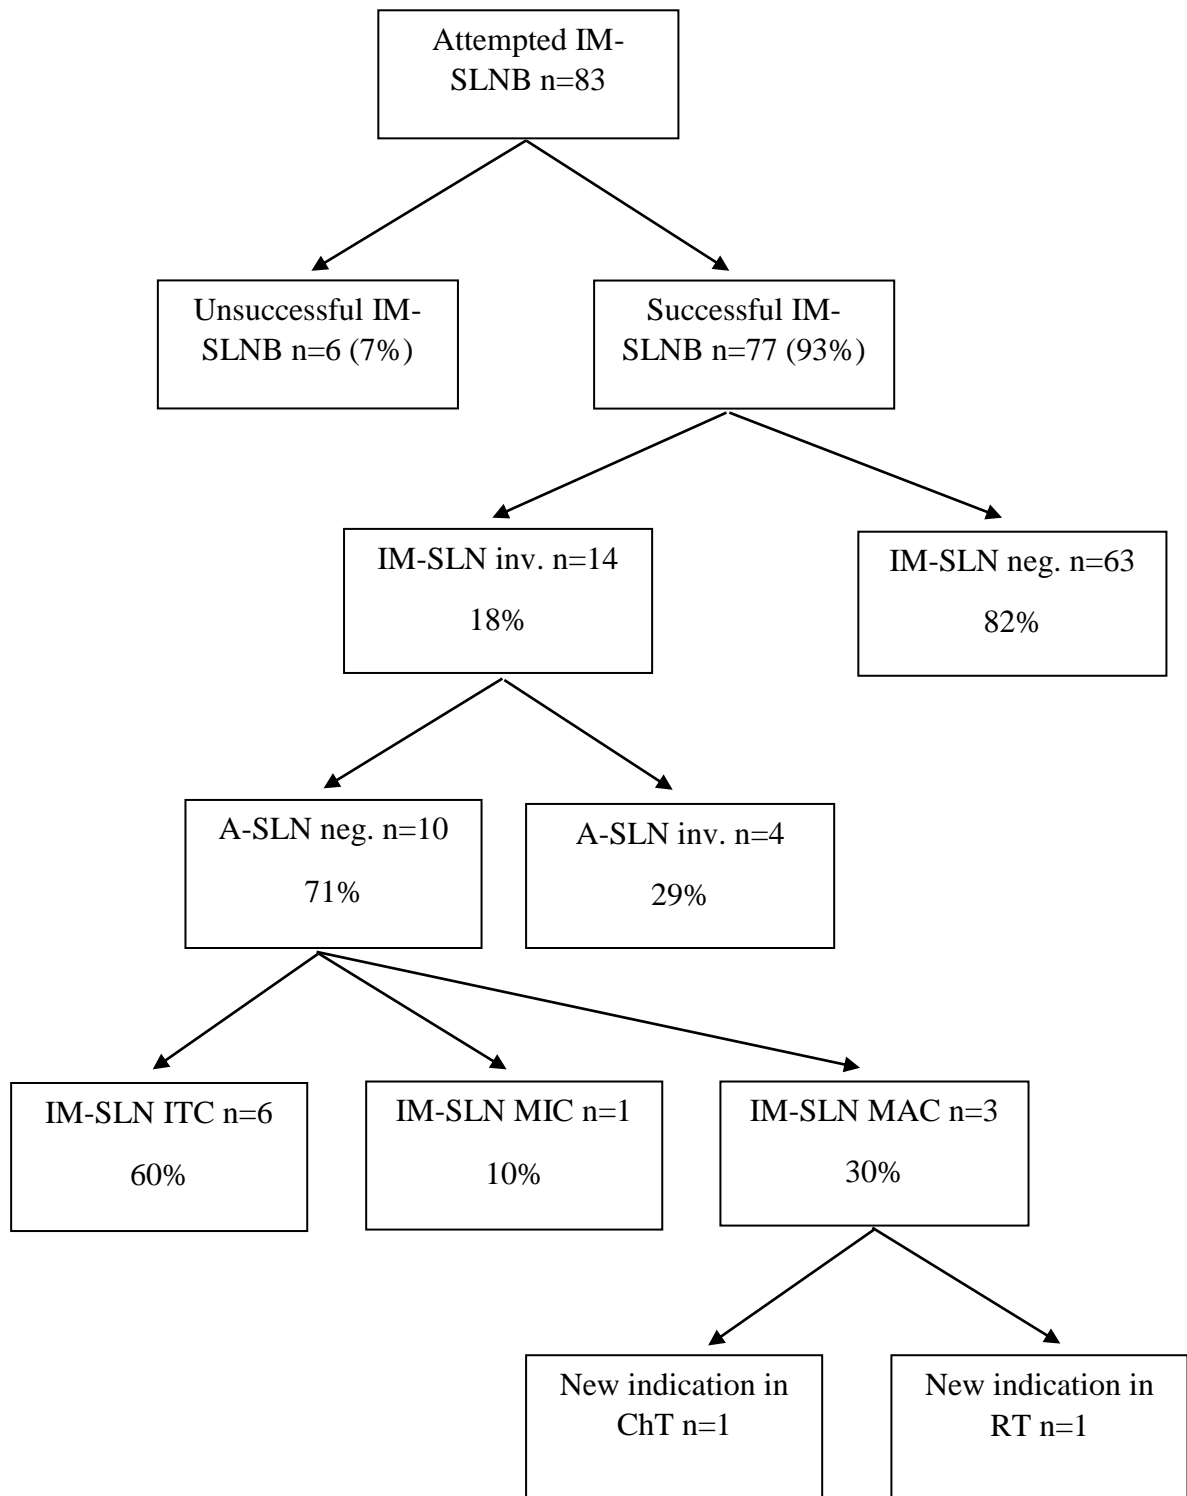 Attempted IM-
SLNB n=83
Unsuccessful IM-
SLNB n=6 (7%)
Successful IM-
SLNB n=77 (93%)
IM-SLN inv. n=14
18%
IM-SLN neg. n=63
82%
A-SLN neg. n=10
71%
A-SLN inv. n=4
29%
IM-SLN ITC n=6
60%
IM-SLN MIC n=1
10%
IM-SLN MAC n=3
30%
New indication in
ChT n=1
New indication in
RT n=1